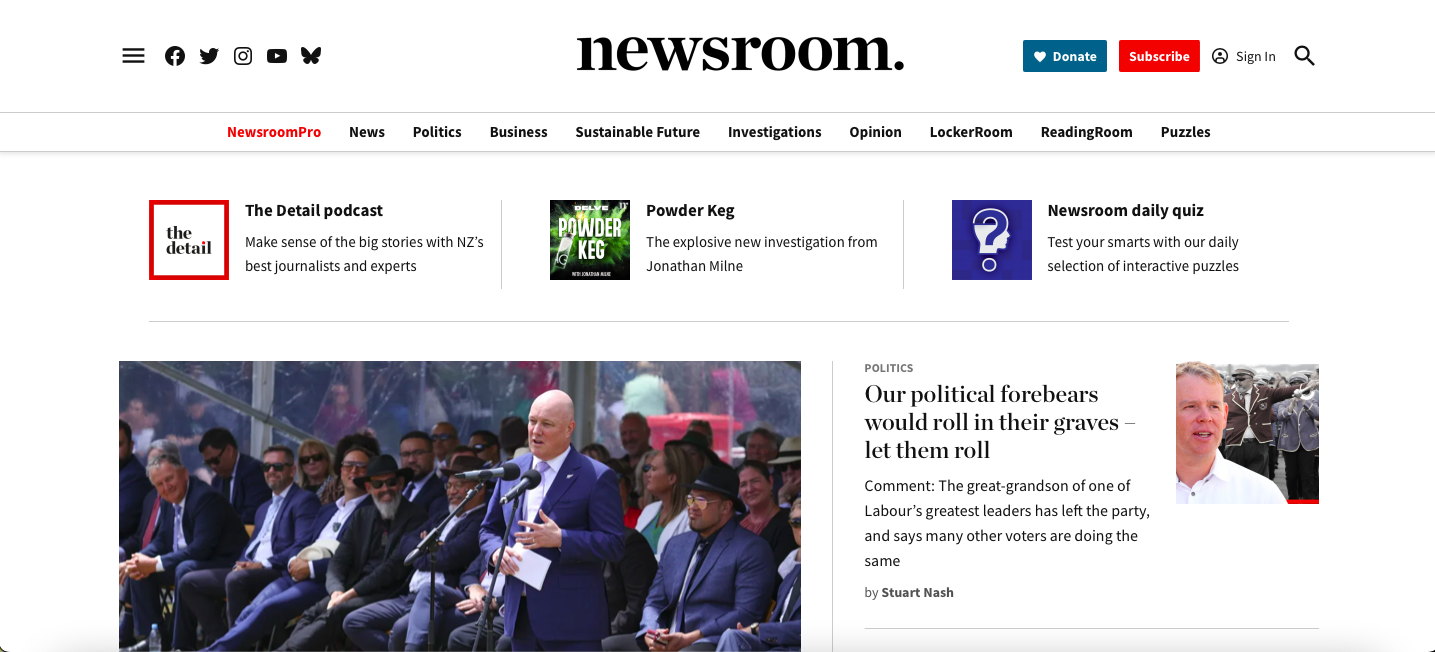 newsroom.
Donate
Subscribe
Sign In
NewsroomPro News Politics Business Sustainable Future Investigations Opinion LockerRoom ReadingRoom Puzzles
the
detail
The Detail podcast
Make sense of the big stories with NZ’s
best journalists and experts
DELVE
POWDER
KEG
WITH JONATHAN MILNE
Powder Keg
The explosive new investigation from
Jonathan Milne
?
Newsroom daily quiz
Test your smarts with our daily
selection of interactive puzzles
POLITICS
Our political forebears
would roll in their graves –
let them roll
Comment: The great-grandson of one of
Labour’s greatest leaders has left the party,
and says many other voters are doing the
same
by Stuart Nash